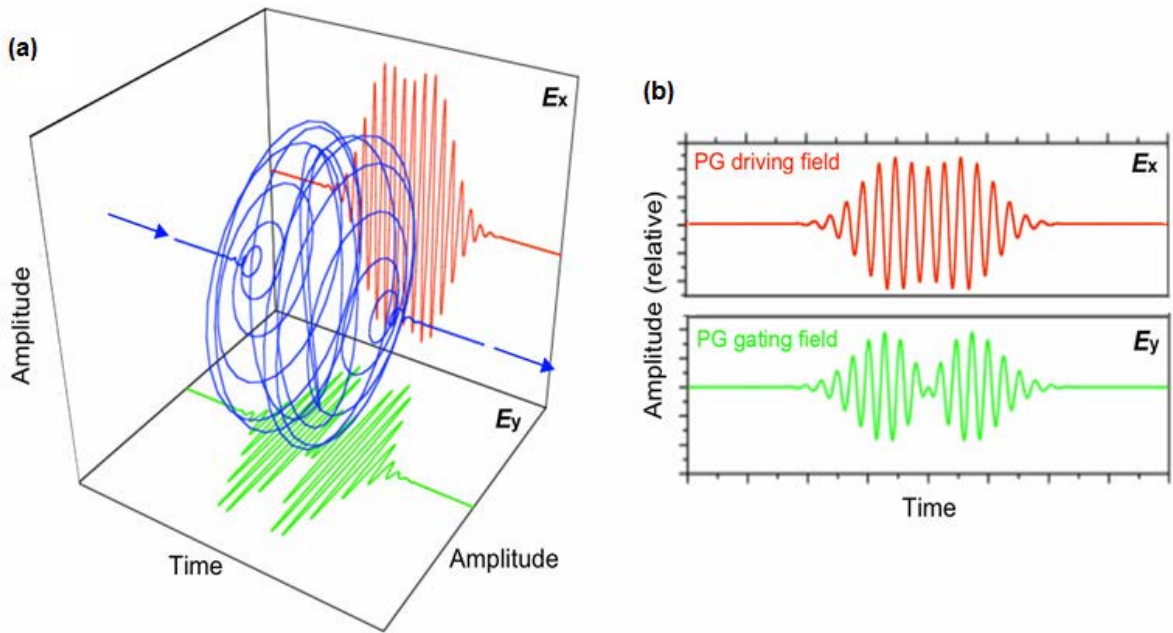 (a)
Ex
Ey
Amplitude
Time
Amplitude
(b)
PG driving field
Ex
PG gating field
Ey
Amplitude (relative)
Time